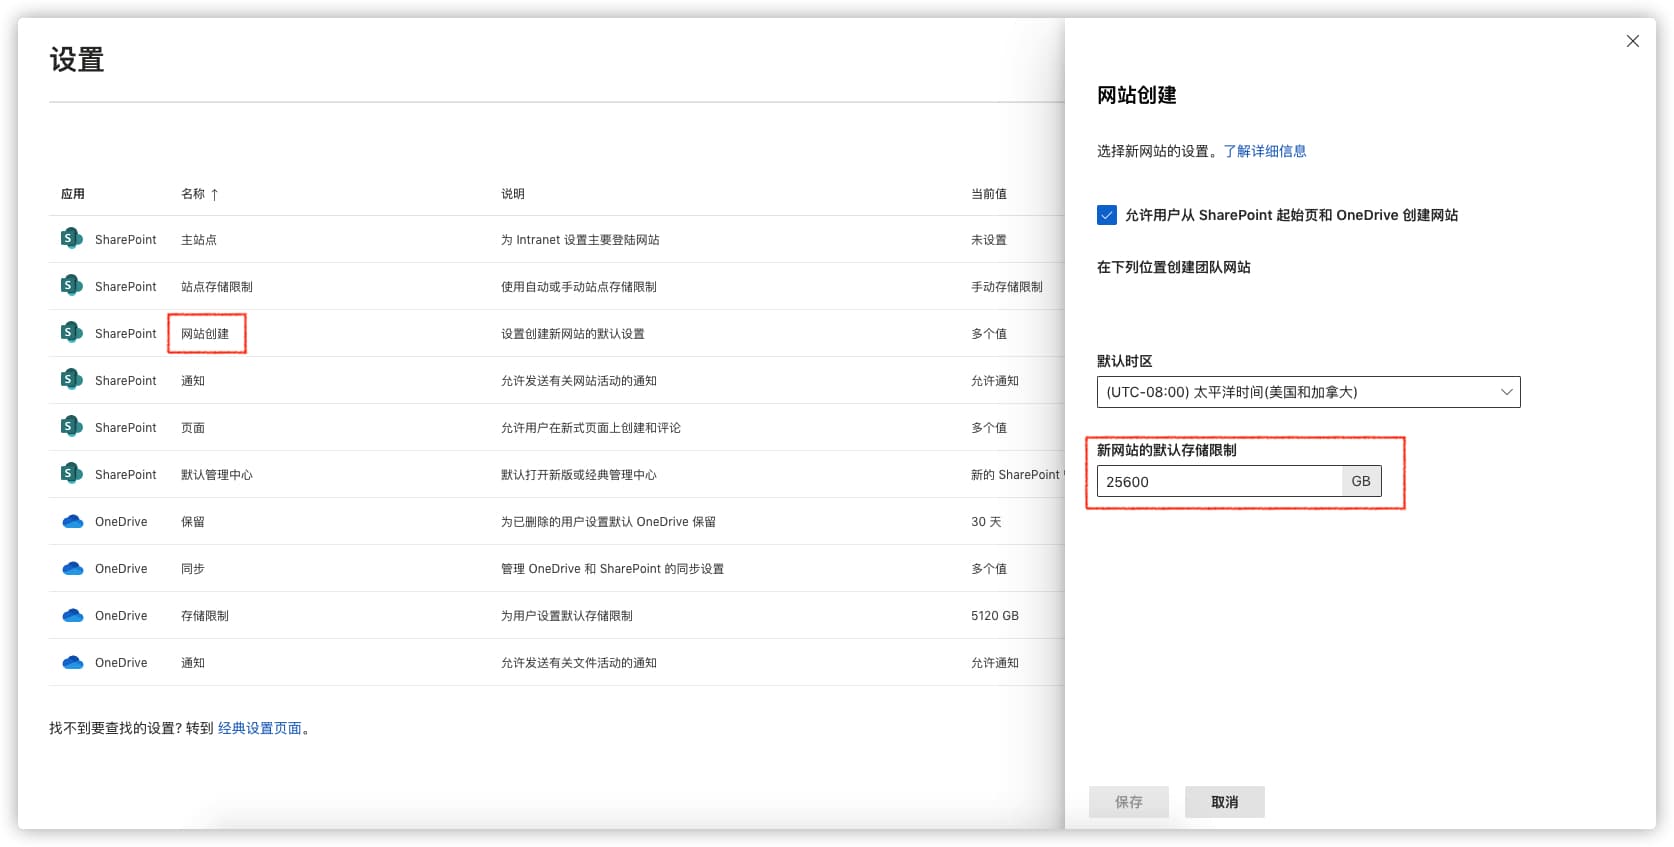 设置
应用 名称 ↑ 说明 当前值
SharePoint 主站点 为 Intranet 设置主要登陆网站 未设置
SharePoint 站点存储限制 使用自动或手动站点存储限制 手动存储限制
SharePoint 网站创建 设置创建新网站的默认设置 多个值
SharePoint 通知 允许发送有关网站活动的通知 允许通知
SharePoint 页面 允许用户在新式页面上创建和评论 多个值
SharePoint 默认管理中心 默认打开新版或经典管理中心 新的 SharePoint
OneDrive 保留 为已删除的用户设置默认 OneDrive 保留 30 天
OneDrive 同步 管理 OneDrive 和 SharePoint 的同步设置 多个值
OneDrive 存储限制 为用户设置默认存储限制 5120 GB
OneDrive 通知 允许发送有关文件活动的通知 允许通知
找不到要查找的设置? 转到 经典设置页面。
网站创建
选择新网站的设置。了解详细信息
允许用户从 SharePoint 起始页和 OneDrive 创建网站
在下列位置创建团队网站
默认时区
(UTC-08:00) 太平洋时间(美国和加拿大)
新网站的默认存储限制
25600 GB
保存 取消